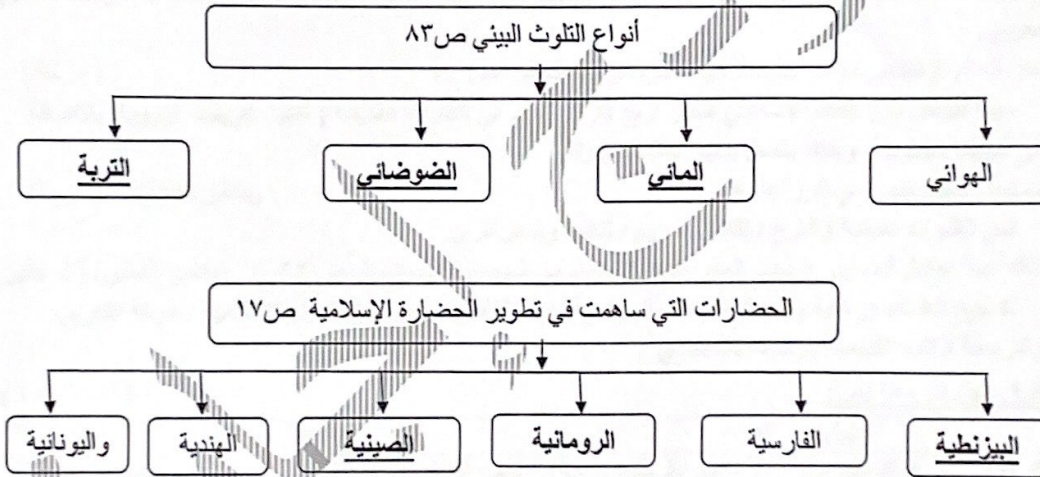 أنواع التلوث البيئي ص٨٣
الهوائي
المائي
الضوضائي
التربة
الحضارات التي ساهمت في تطوير الحضارة الإسلامية ص١٧
البيزنطية
الفارسية
الرومانية
الصينية
الهندية
واليونانية